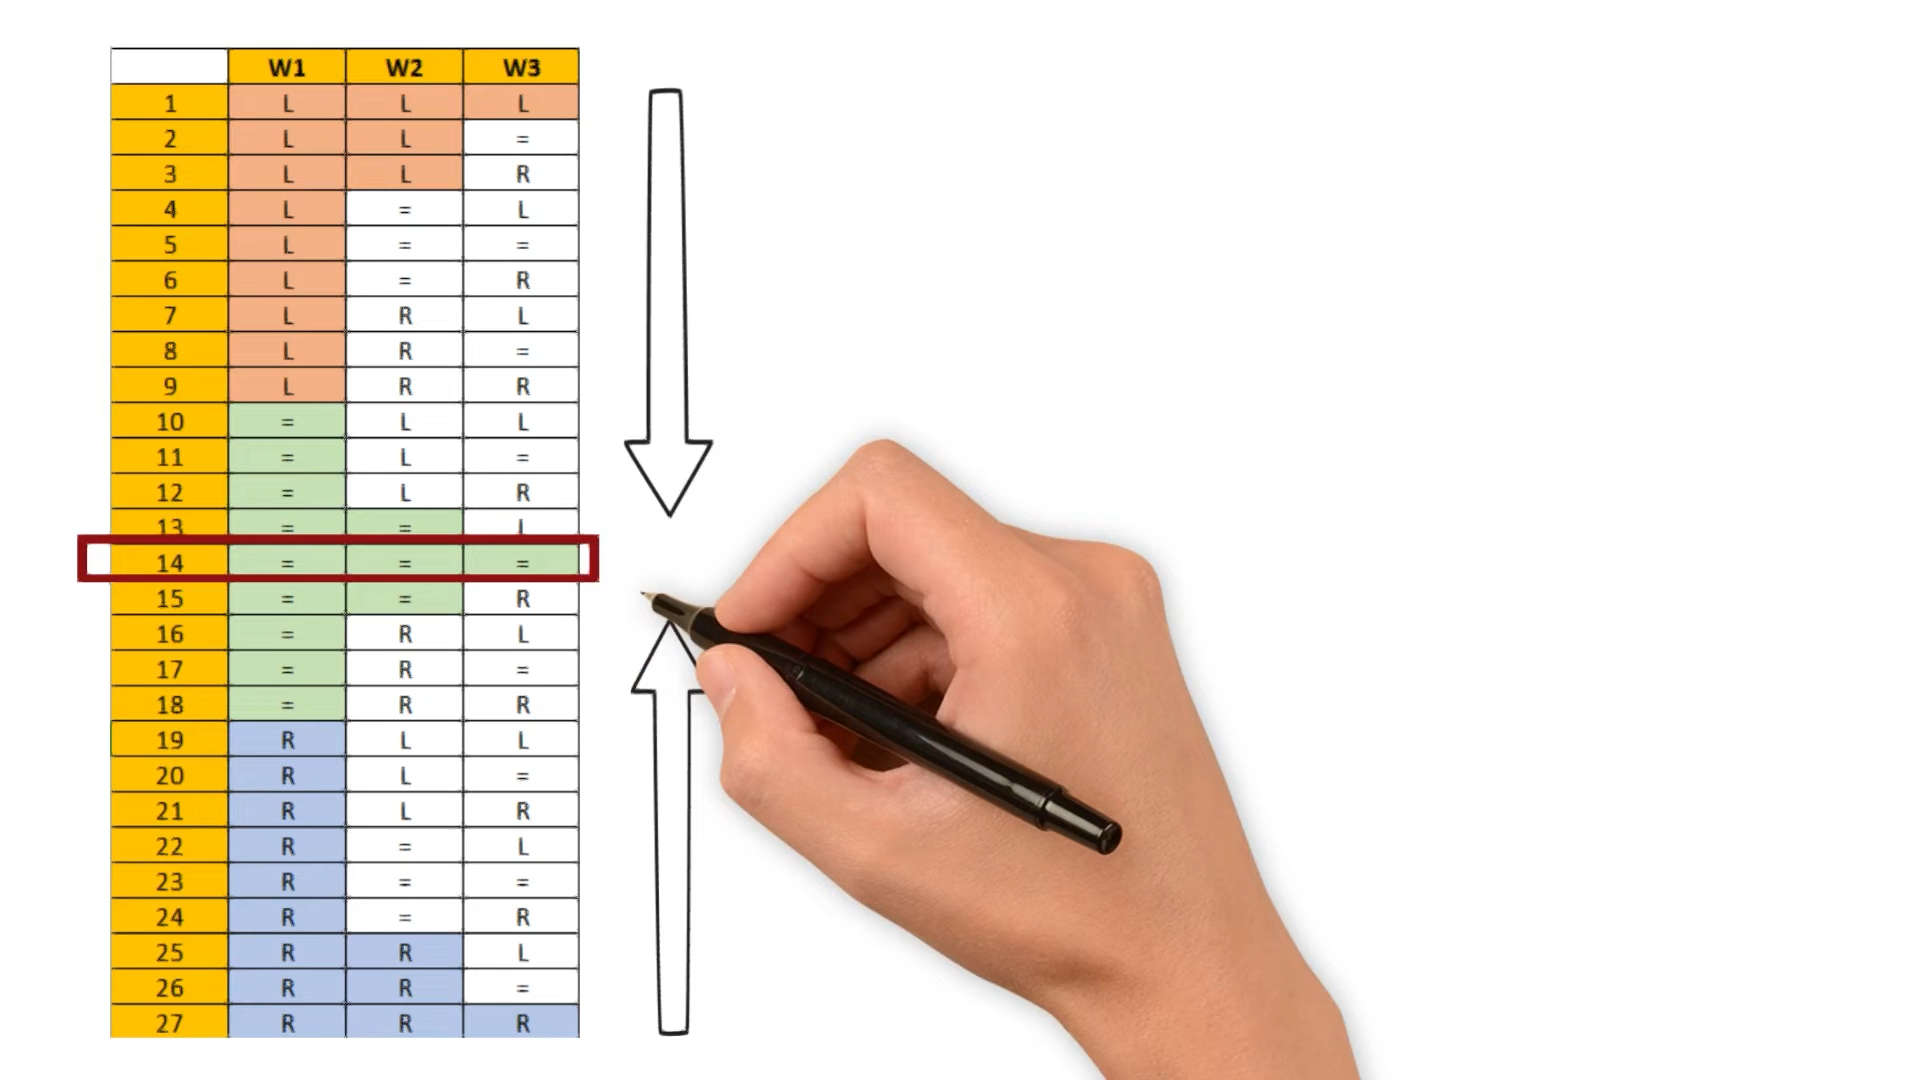 W1 W2 W3
1 L L L
2 L L =
3 L L R
4 L = L
5 L = =
6 L = R
7 L R L
8 L R =
9 L R R
10 = L L
11 = L =
12 = L R
13 = = L
14 = = =
15 = = R
16 = R L
17 = R =
18 = R R
19 R L L
20 R L =
21 R L R
22 R = L
23 R = =
24 R = R
25 R R L
26 R R =
27 R R R